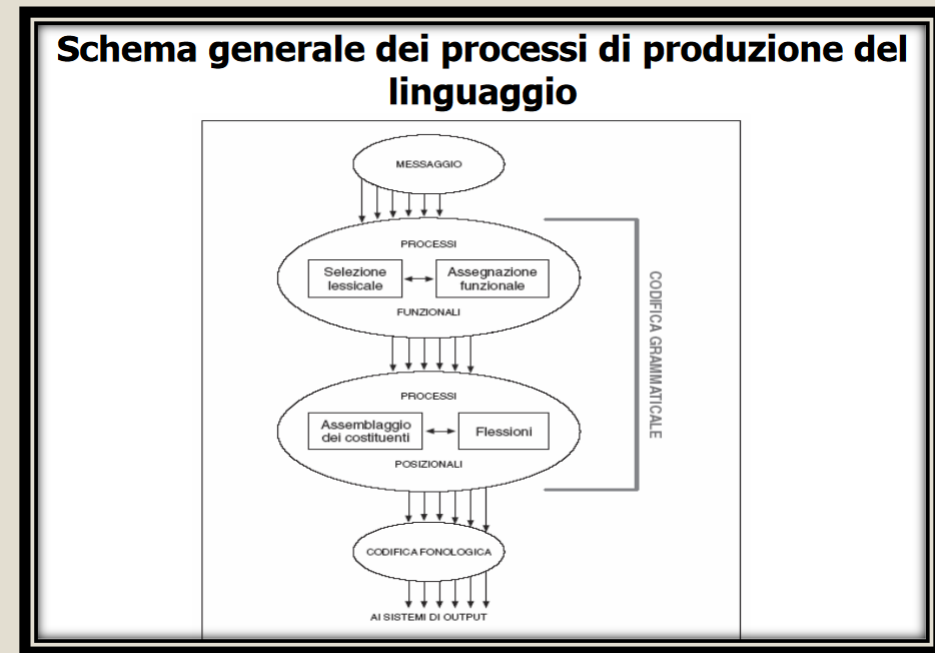 Schema generale dei processi di produzione del
linguaggio
MESSAGGIO
PROCESSI
Selezione
lessicale
Assegnazione
funzionale
FUNZIONALI
PROCESSI
Assemblaggio
dei costituenti
Flessioni
POSIZIONALI
CODIFICA GRAMMATICALE
CODIFICA FONOLOGICA
AI SISTEMI DI OUTPUT